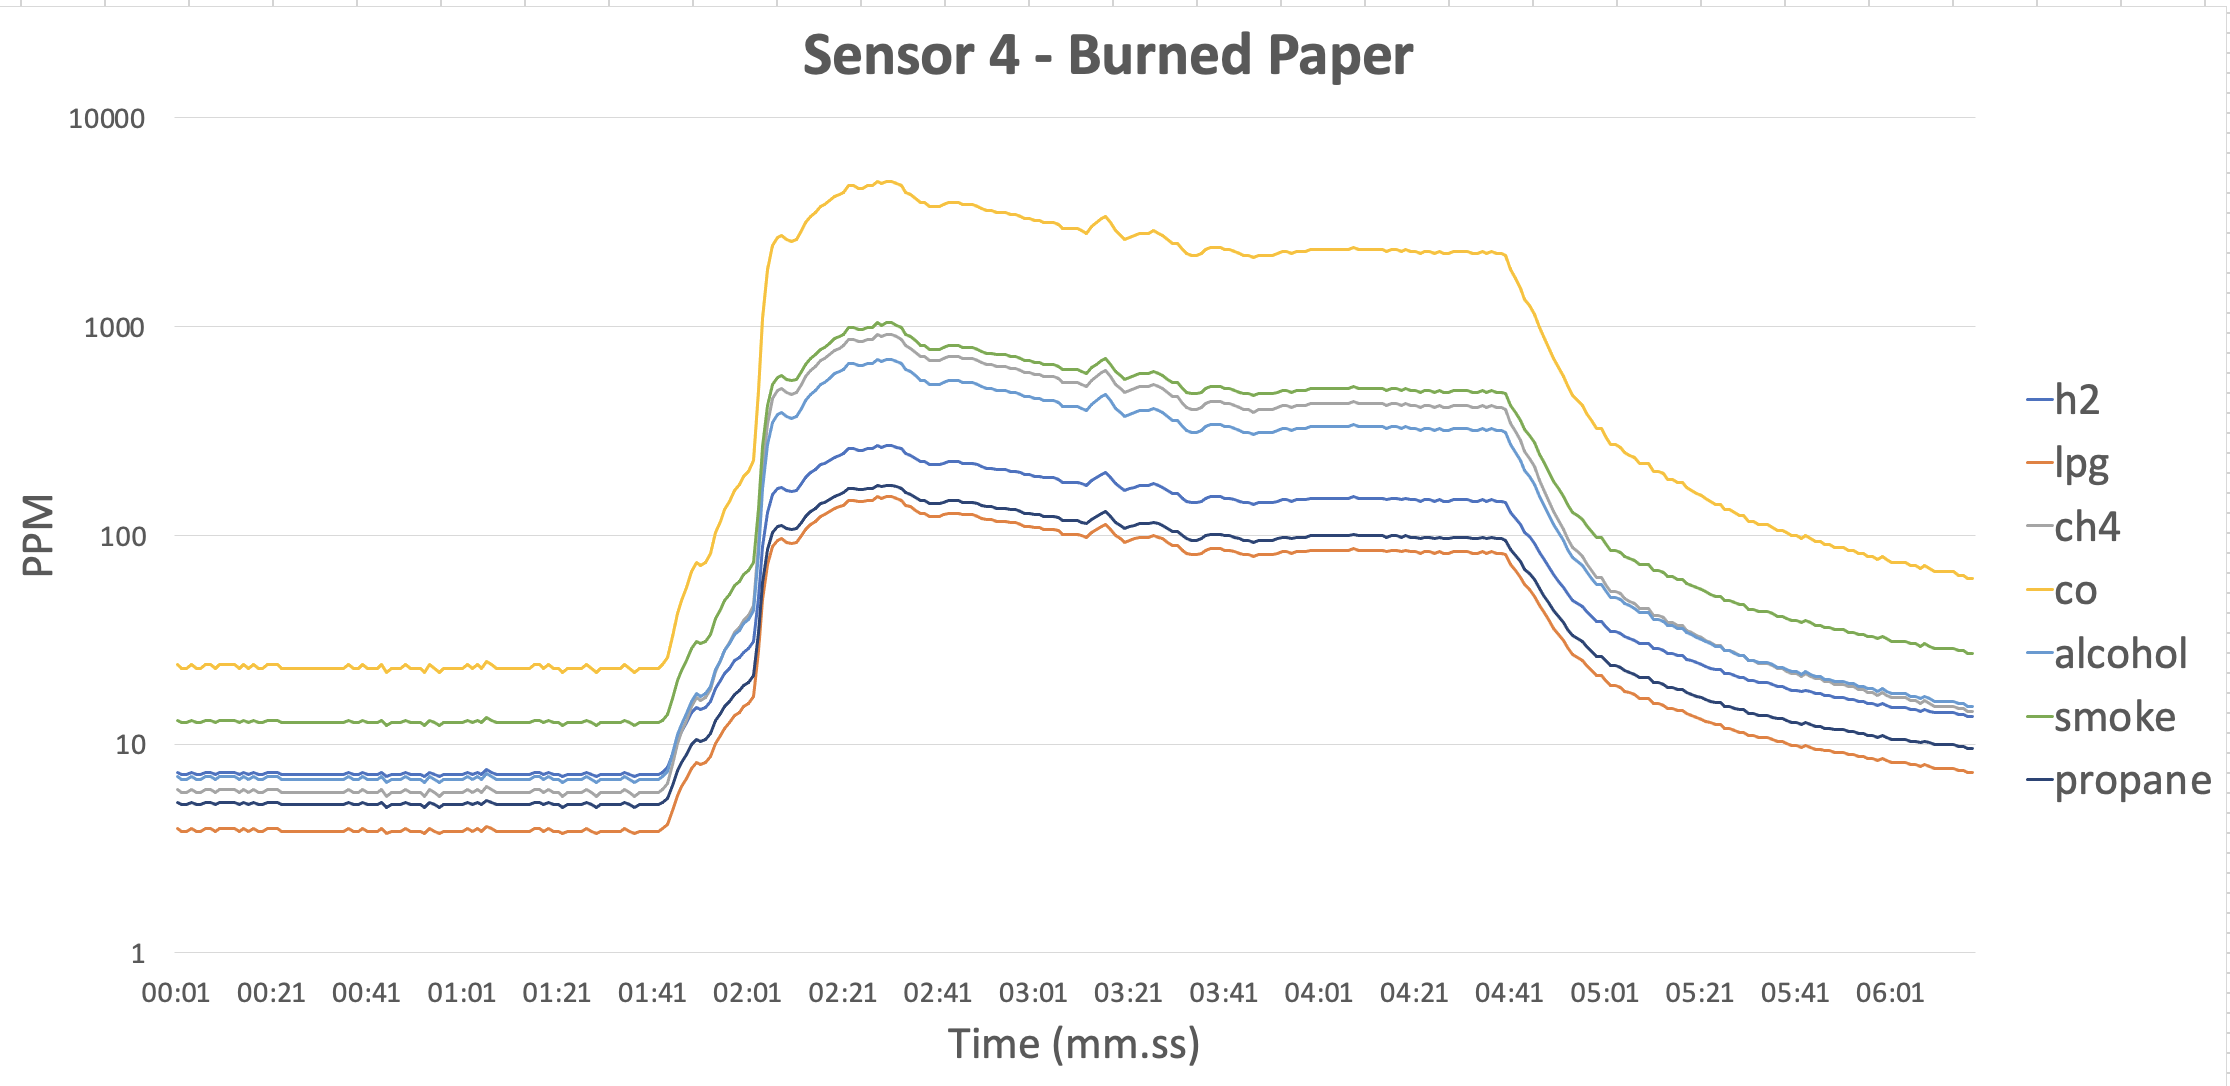 Sensor 4 - Burned Paper
10000
1000
100
10
1
PPM
00:01 00:21 00:41 01:01 01:21 01:41 02:01 02:21 02:41 03:01 03:21 03:41 04:01 04:21 04:41 05:01 05:21 05:41 06:01
Time (mm.ss)
h2
lpg
ch4
co
alcohol
smoke
propane